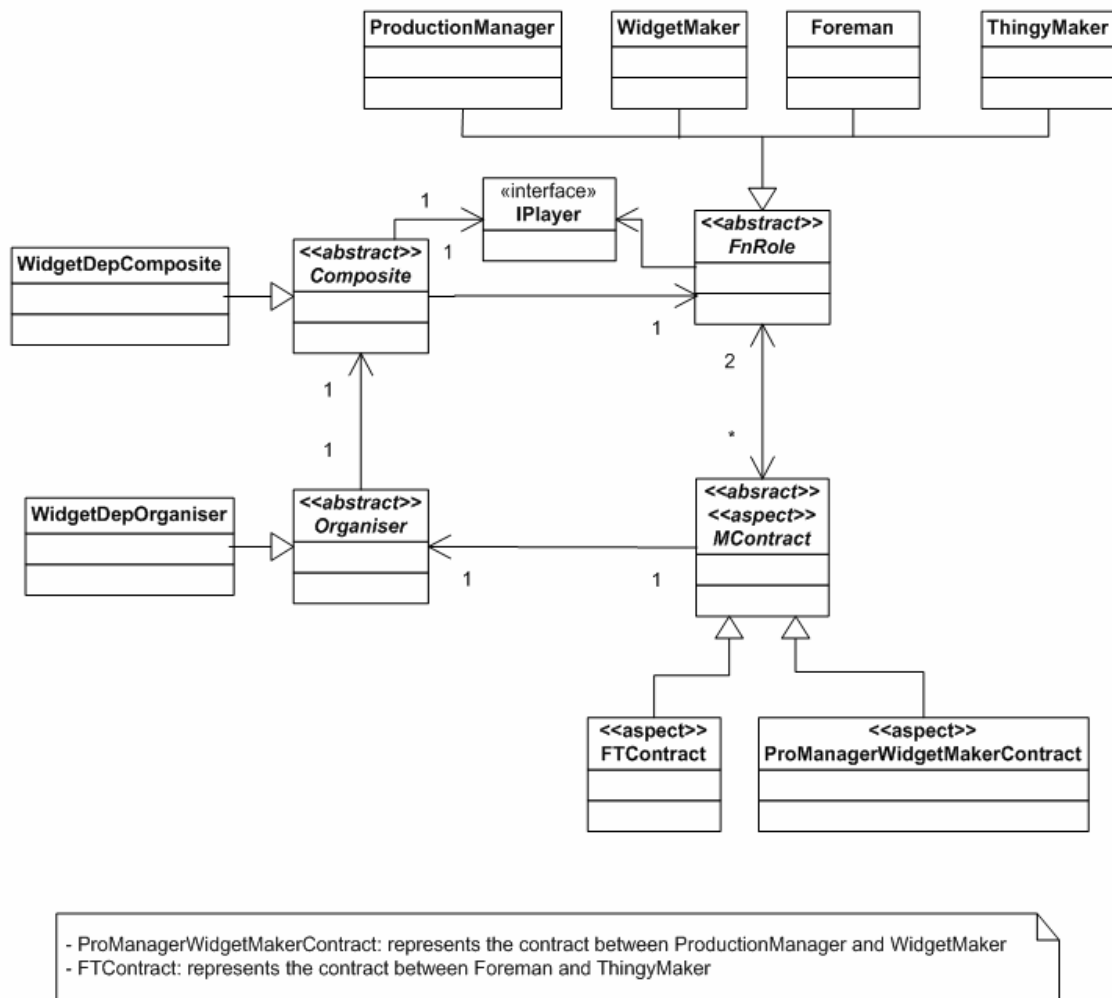 ProductionManager
WidgetMaker
Foreman
ThingyMaker
«interface»
IPlayer
1
1
<<abstract>>
FnRole
<<abstract>>
Composite
WidgetDepComposite
1
2
1
*
1
<<absract>>
<<aspect>>
MContract
<<abstract>>
Organiser
WidgetDepOrganiser
1
1
<<aspect>>
FTContract
<<aspect>>
ProManagerWidgetMakerContract
- ProManagerWidgetMakerContract: represents the contract between ProductionManager and WidgetMaker
- FTContract: represents the contract between Foreman and ThingyMaker